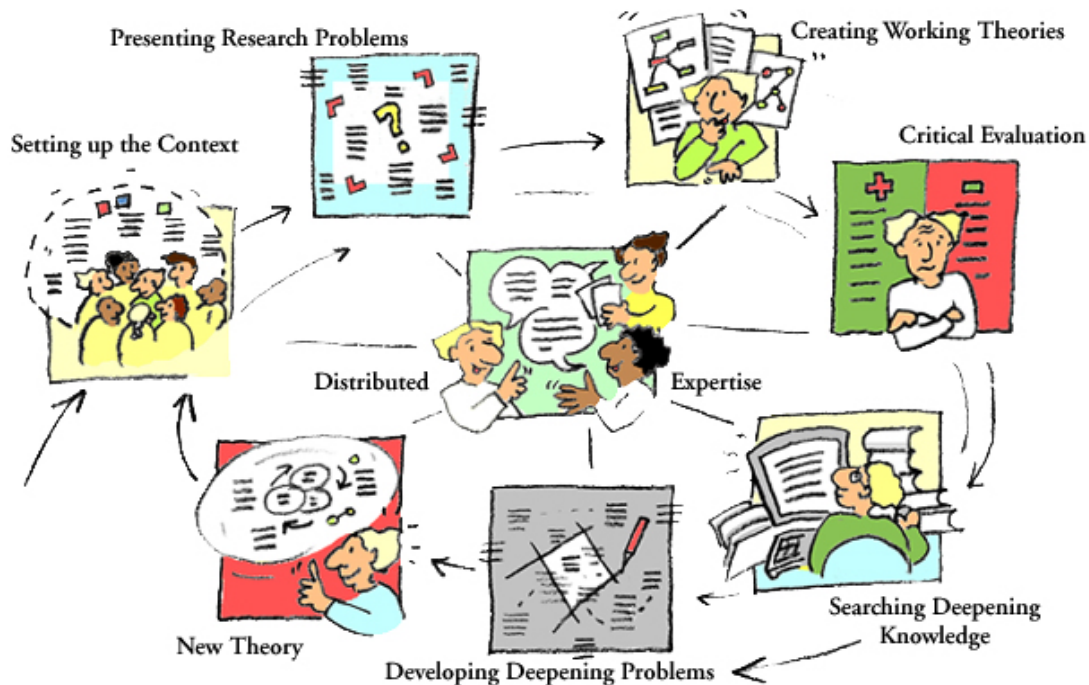 Presenting Research Problems
Creating Working Theories
Setting up the Context
Critical Evaluation
?
Distributed
Expertise
Searching Deepening
Knowledge
New Theory
Developing Deepening Problems